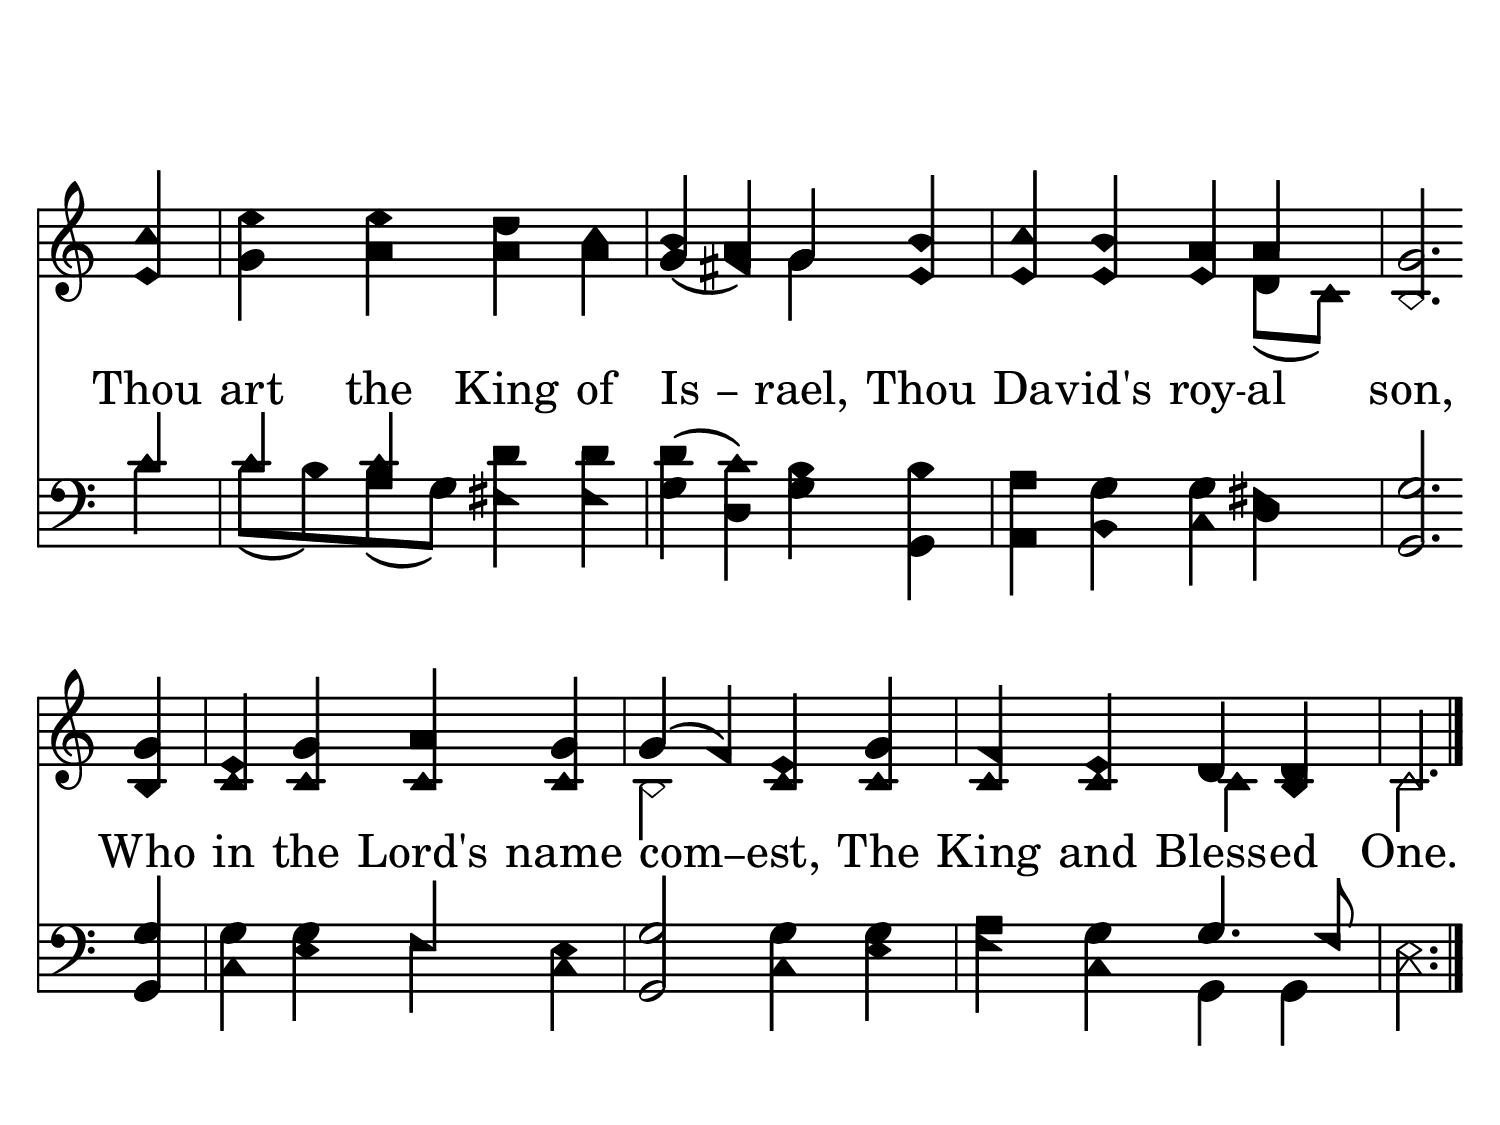 Thou art the King of Is – rael, Thou David's roy-al son,
Who in the Lord's name com–est, The King and Blessed One.